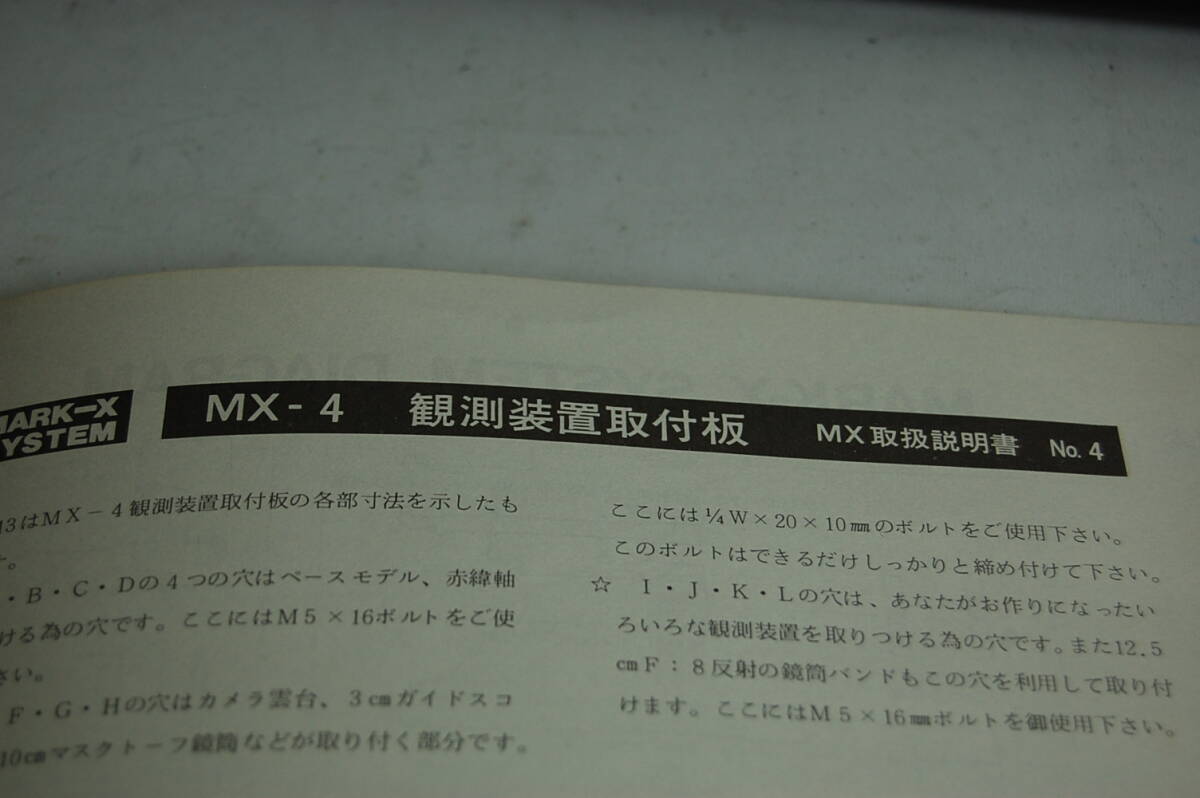 MARK-X
SYSTEM
MX-4 観測装置取付板 MX取扱説明書 No.4
3はMX-4観測装置取付板の各部寸法を示したも
す。
・B・C・Dの4つの穴はベースモデル、赤緯軸
ける為の穴です。ここにはM5×16ボルトをご使
さい。
F・G・Hの穴はカメラ雲台、3cmガイドスコ
10cmマスクトーフ鏡筒などが取り付く部分です。
ここには¼W×20×10mmのボルトをご使用下さい。
このボルトはできるだけしっかりと締め付けて下さい。
☆ I・J・K・Lの穴は、あなたがお作りになったい
ろいろな観測装置を取りつける為の穴です。また12.5
cmF:8反射の鏡筒バンドもこの穴を利用して取り付
けます。ここにはM5×16mmボルトを御使用下さい。